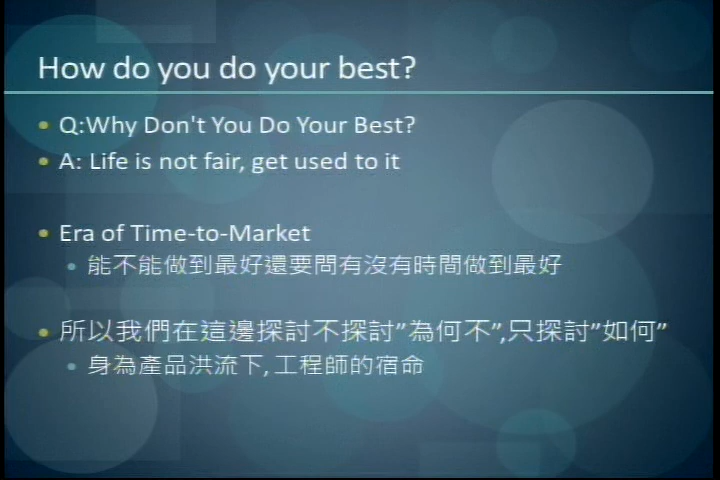 How do you do your best?
Q:Why Don't You Do Your Best?
A: Life is not fair, get used to it
Era of Time-to-Market
能不能做到最好還要問有沒有時間做到最好
所以我們在這邊探討不探討"為何不",只探討"如何"
身為產品洪流下, 工程師的宿命